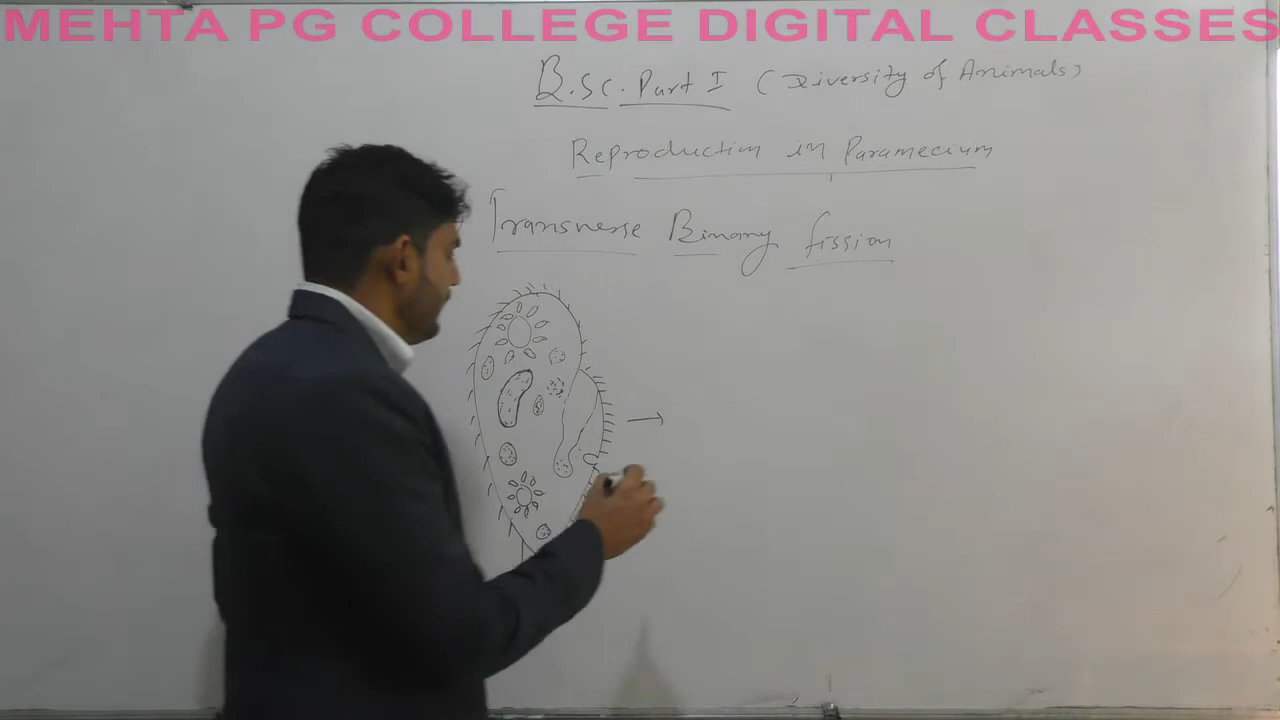 MEHTA PG COLLEGE DIGITAL CLASSES
B.Sc. Part I (Diversity of Animals)
Reproduction in Paramecium
Transverse Binary fission